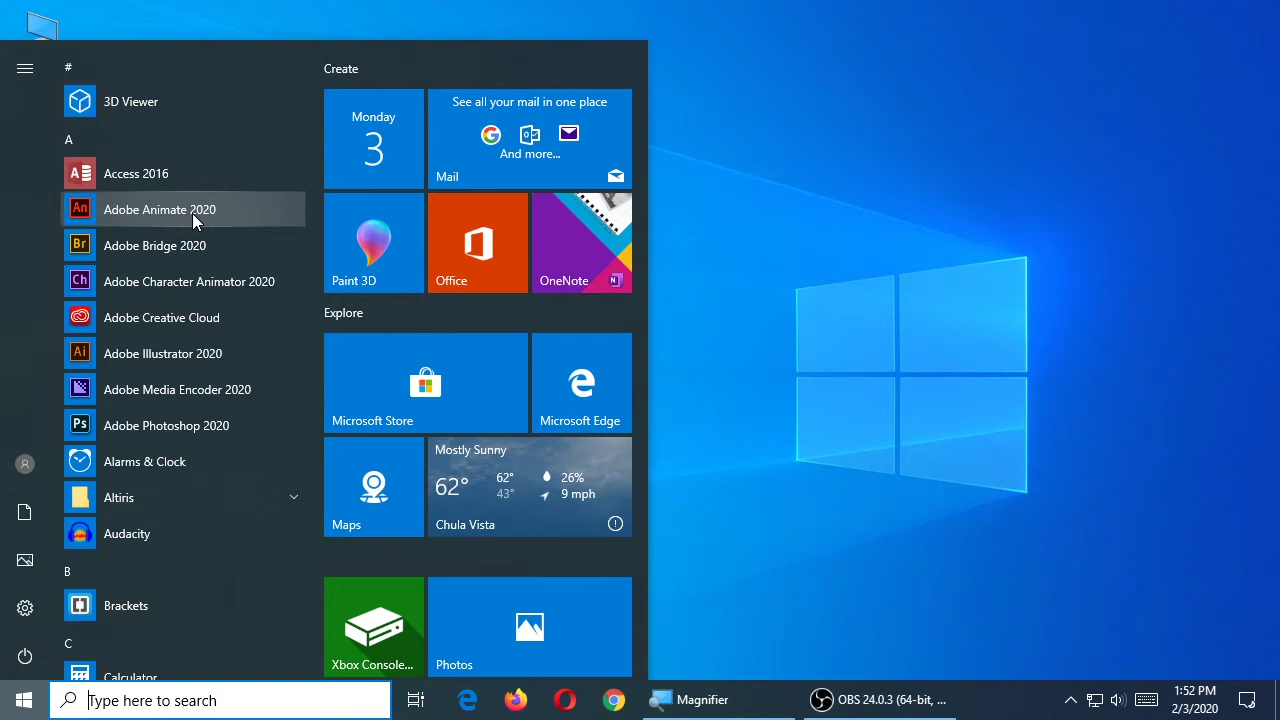 #
3D Viewer
A
Access 2016
Adobe Animate 2020
Adobe Bridge 2020
Adobe Character Animator 2020
Adobe Creative Cloud
Adobe Illustrator 2020
Adobe Media Encoder 2020
Adobe Photoshop 2020
Alarms & Clock
Altiris
Audacity
B
Brackets
C
Calculator
Create
Monday
3
See all your mail in one place
And more...
Mail
Paint 3D
Office
OneNote
Explore
Microsoft Store
Microsoft Edge
Maps
Mostly Sunny
62°
62°
43°
26%
9 mph
Chula Vista
Xbox Console...
Photos
Type here to search
Magnifier
OBS 24.0.3 (64-bit, ...
1:52 PM
2/3/2020